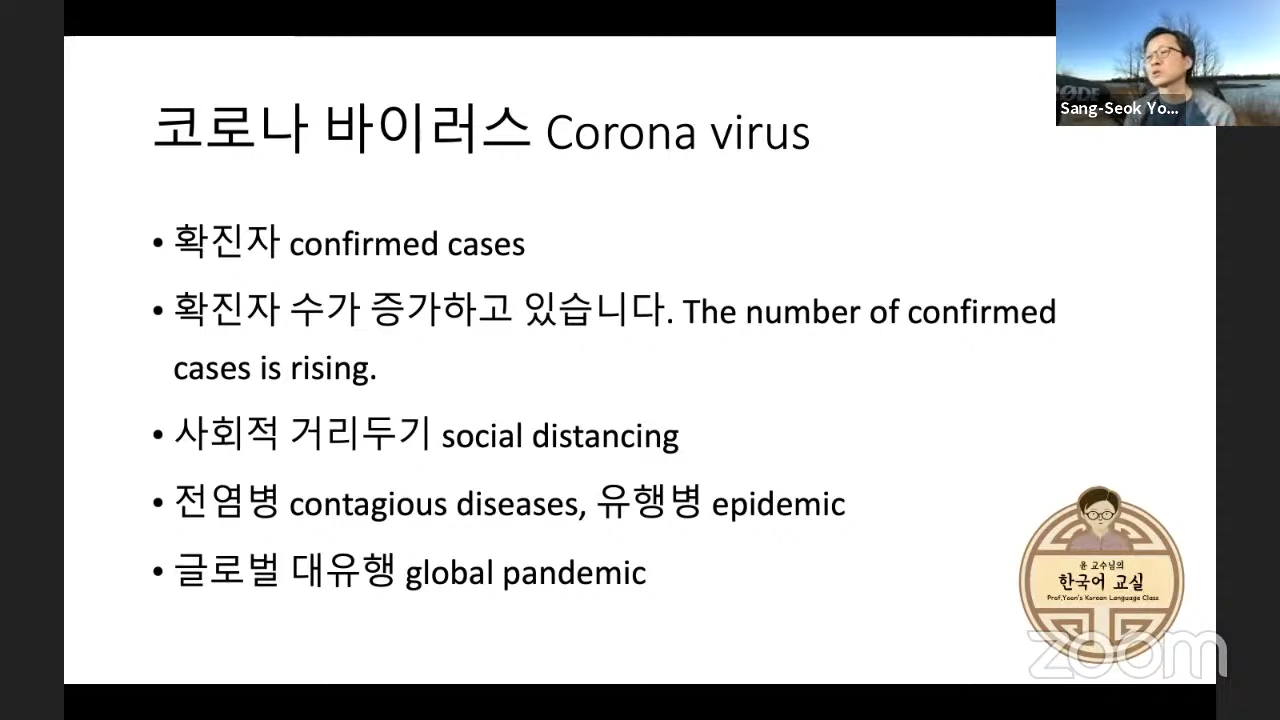 코로나 바이러스 Corona virus
• 확진자 confirmed cases
• 확진자 수가 증가하고 있습니다. The number of confirmed
cases is rising.
• 사회적 거리두기 social distancing
• 전염병 contagious diseases, 유행병 epidemic
• 글로벌 대유행 global pandemic
Sang-Seok Yo...
윤 교수님의
한국어 교실
Prof.Yoon's Korean Language Class
zoom